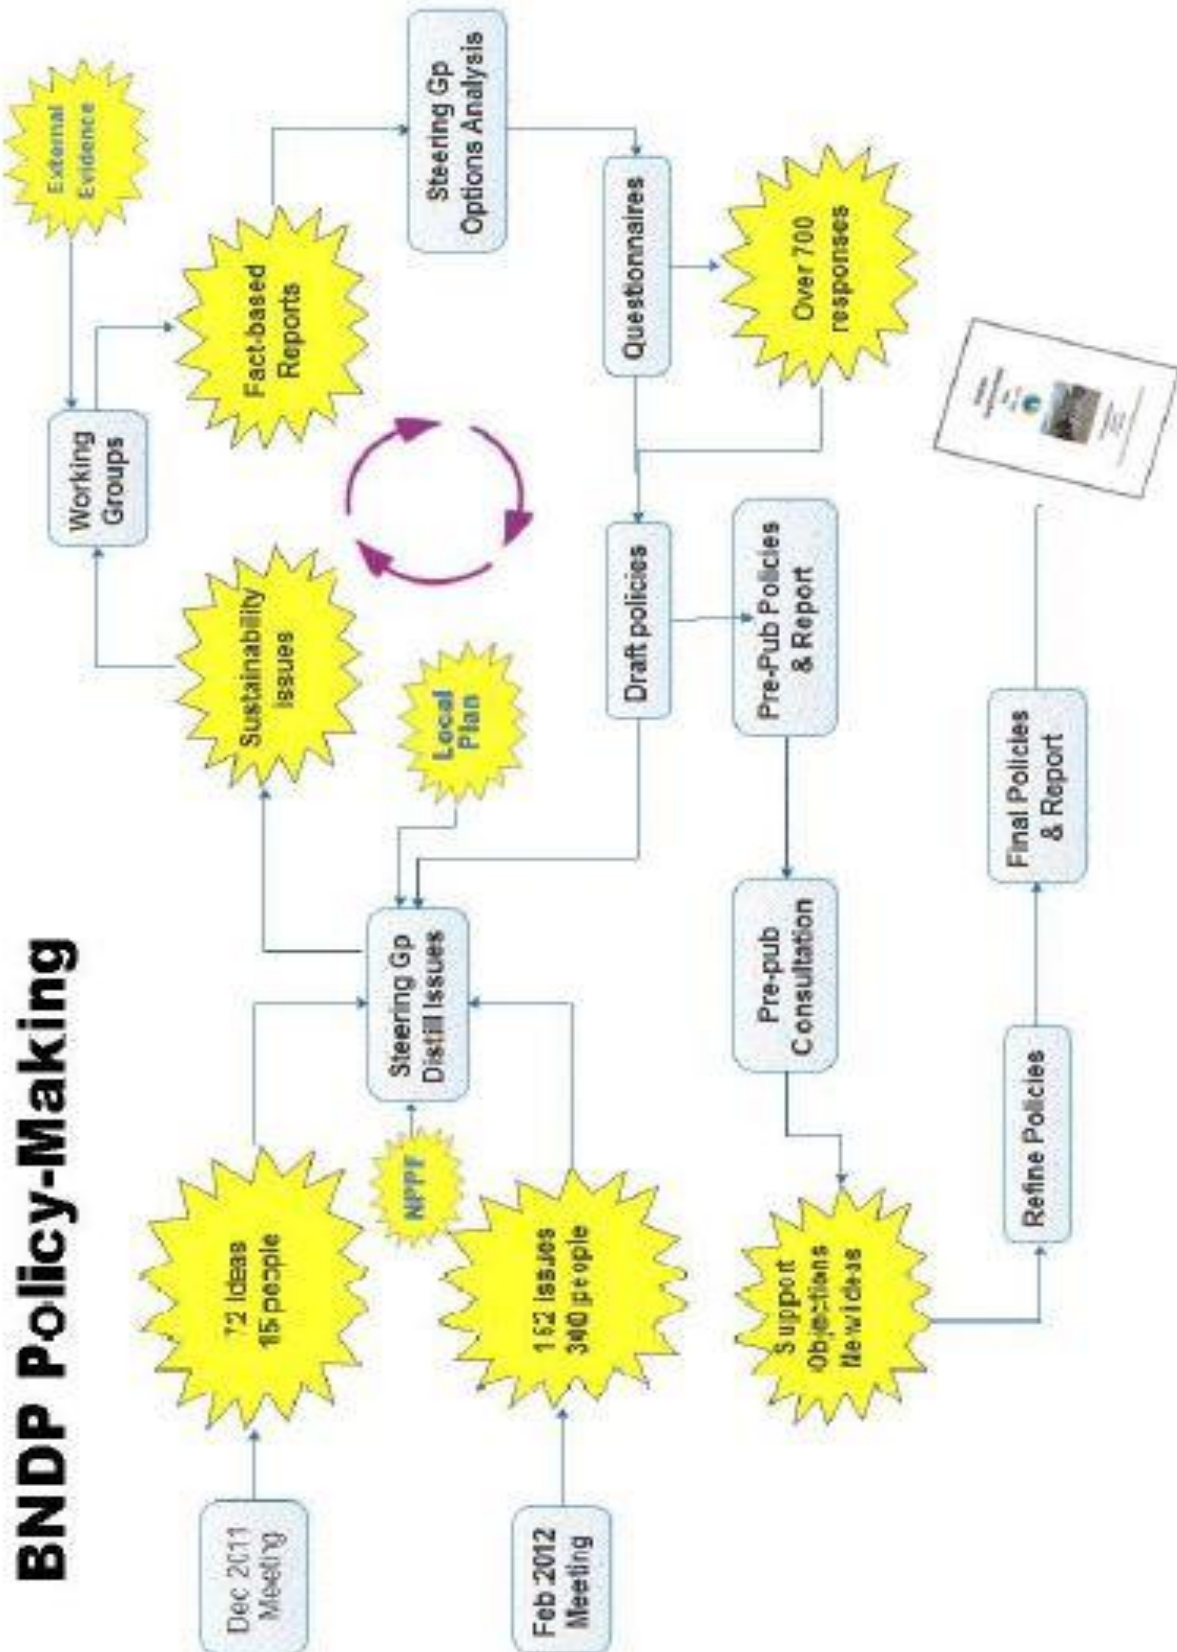 BNDP Policy-Making
Dec 2011
Meeting
72 Ideas
15 people
Feb 2012
Meeting
162 Issues
300 people
NPPF
Steering Gp
Distill Issues
Local
Plan
Sustainability
Issues
Working
Groups
External
Evidence
Fact-based
Reports
Steering Gp
Options Analysis
Questionnaires
Over 700
responses
Draft policies
Pre-Pub Policies
& Report
Pre-pub
Consultation
Support
Objections
New ideas
Refine Policies
Final Policies
& Report